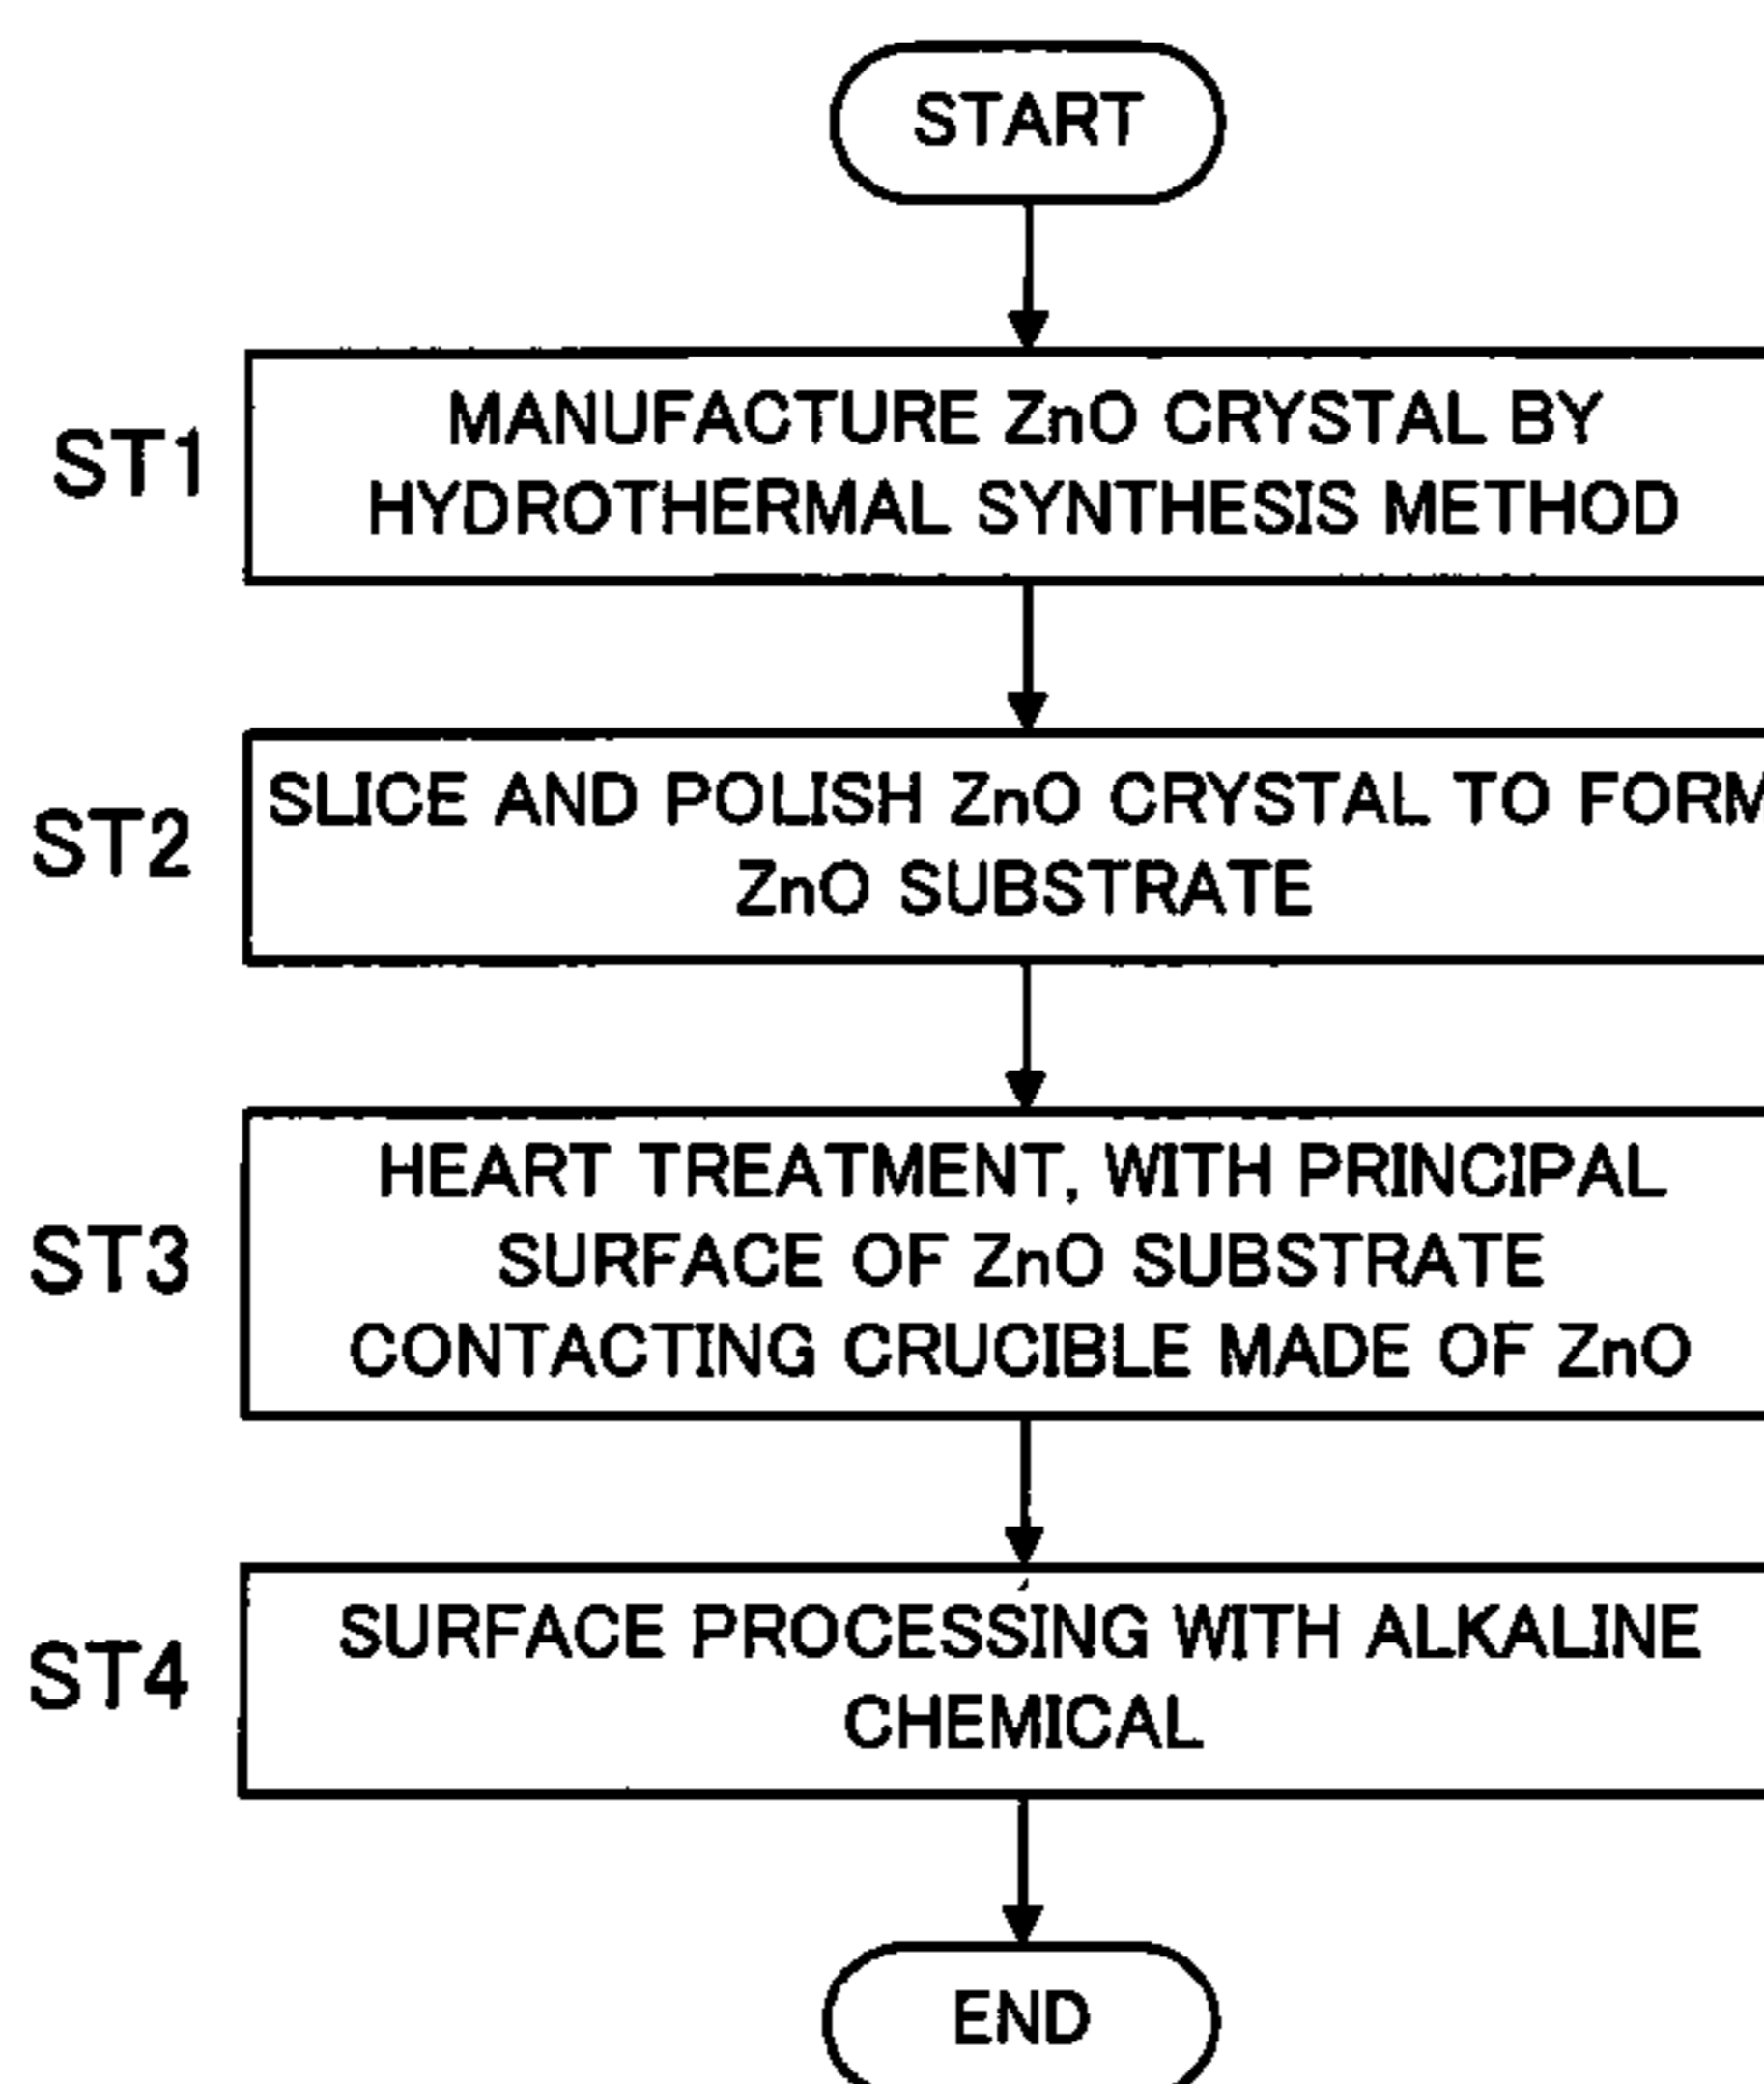 START
ST1
MANUFACTURE ZnO CRYSTAL BY
HYDROTHERMAL SYNTHESIS METHOD
ST2
SLICE AND POLISH ZnO CRYSTAL TO FORM
ZnO SUBSTRATE
ST3
HEART TREATMENT, WITH PRINCIPAL
SURFACE OF ZnO SUBSTRATE
CONTACTING CRUCIBLE MADE OF ZnO
ST4
SURFACE PROCESSING WITH ALKALINE
CHEMICAL
END